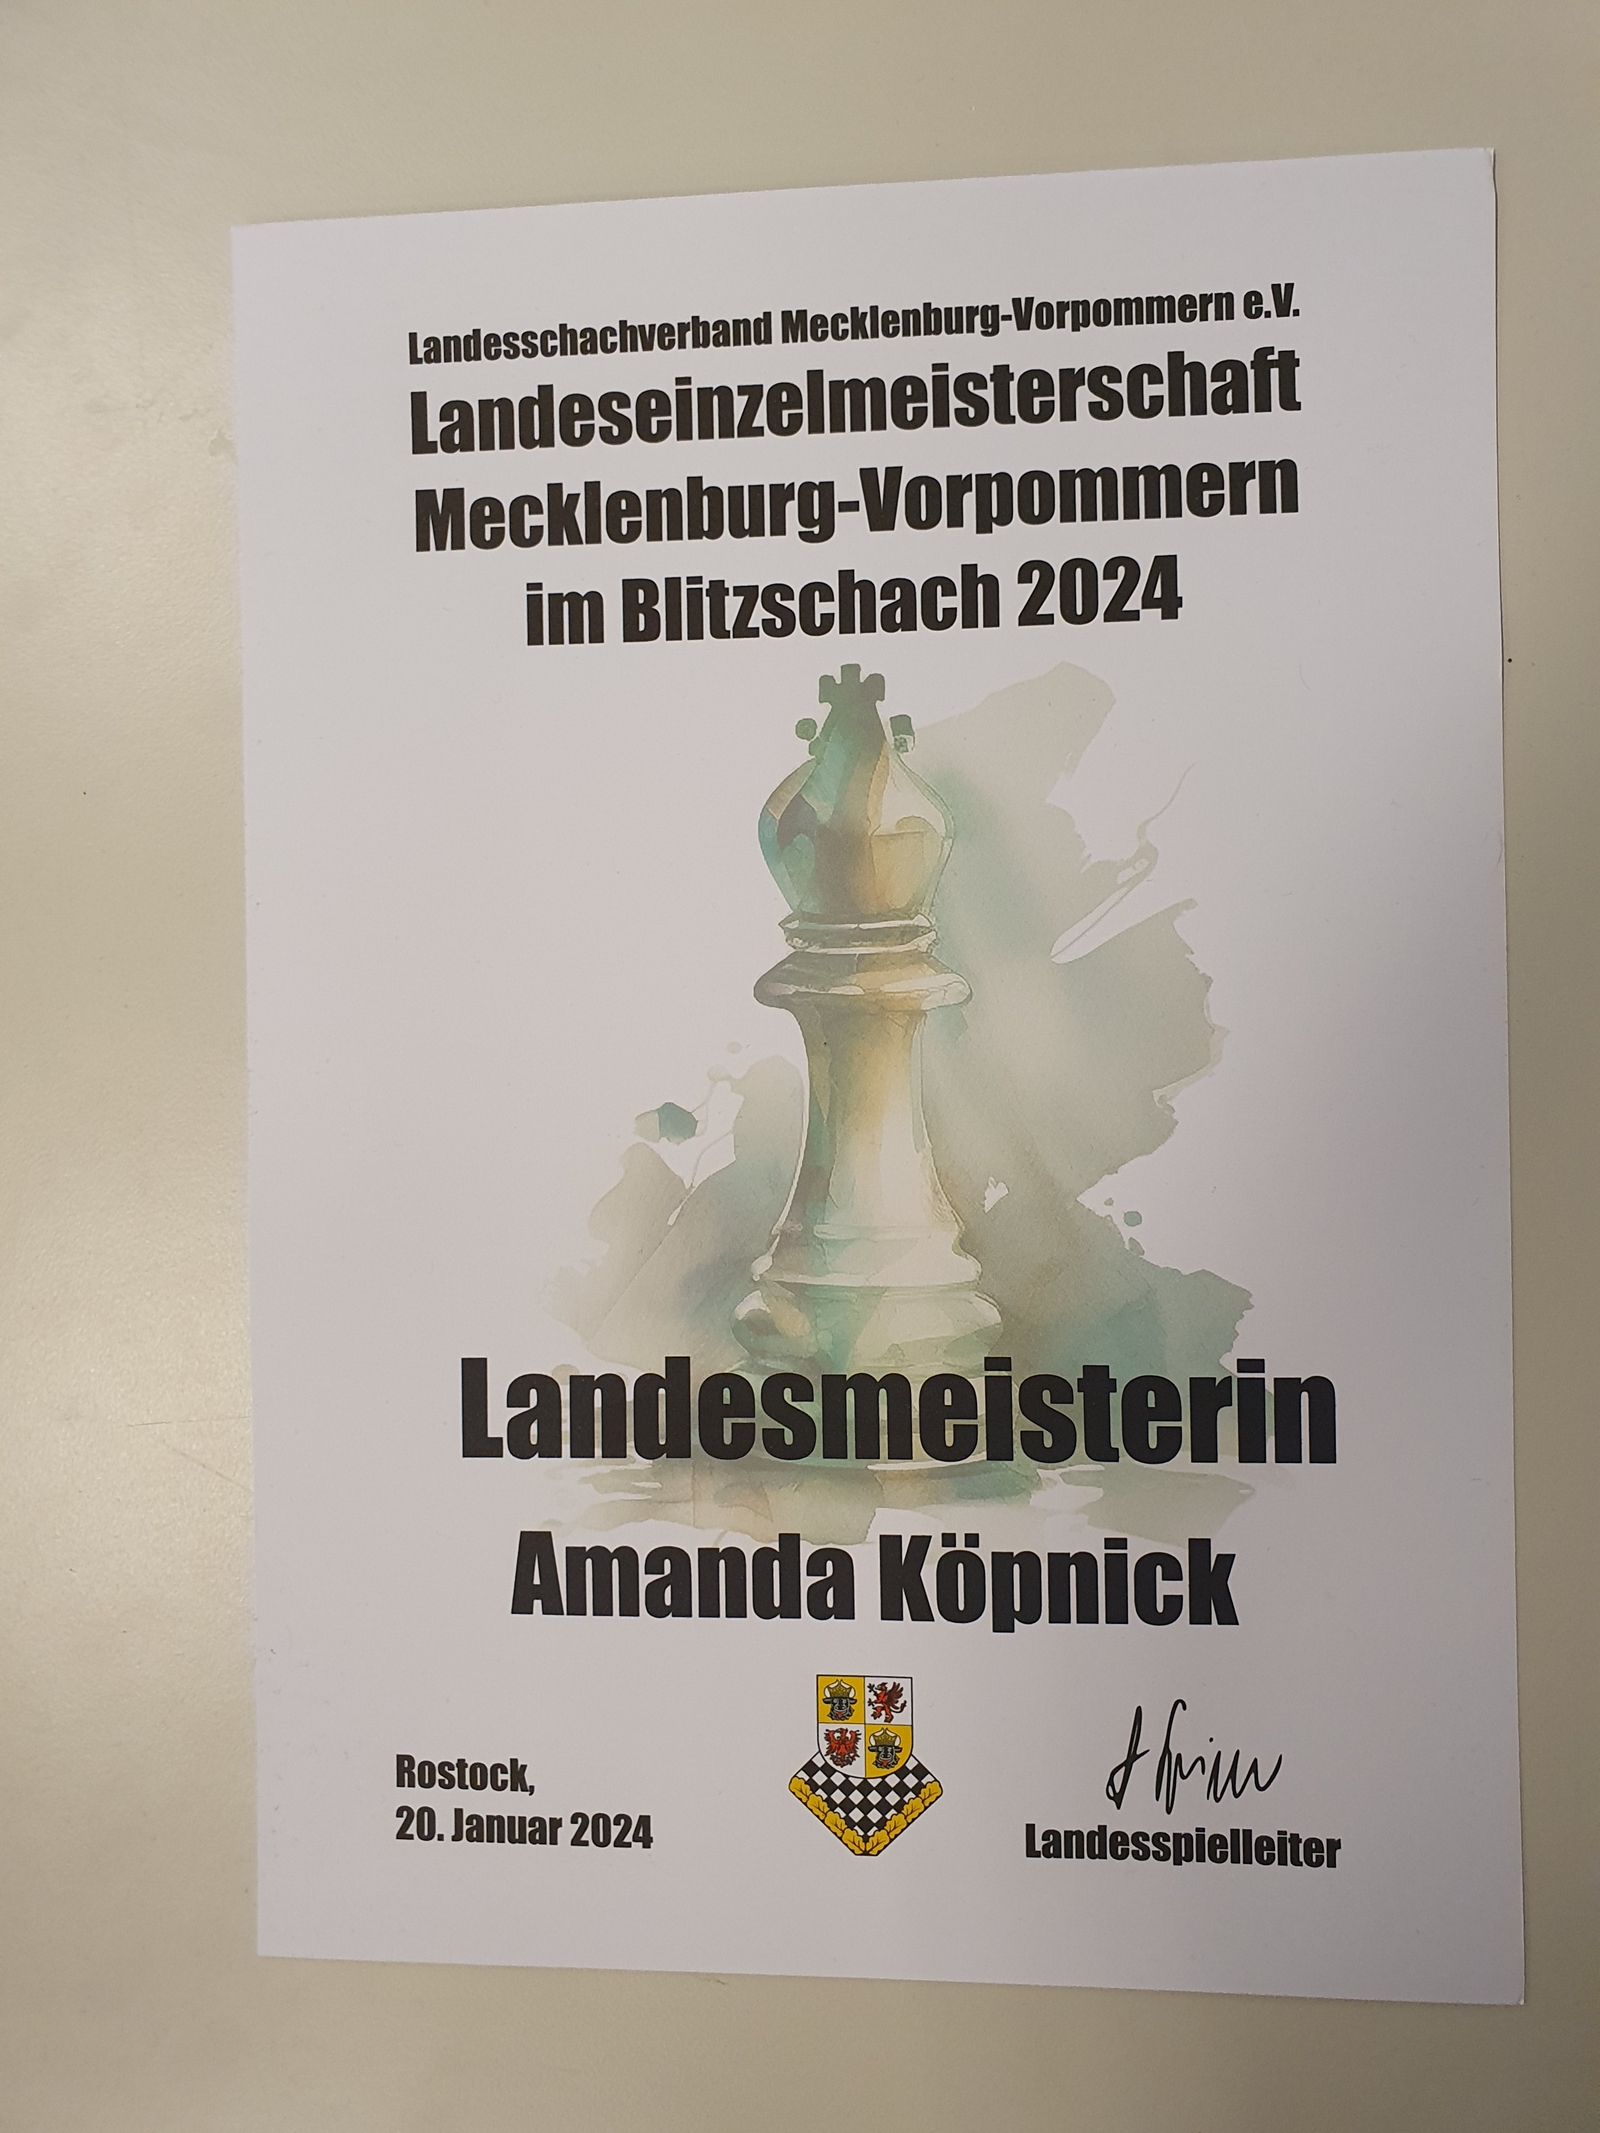 Landesschachverband Mecklenburg-Vorpommern e.V.
Landeseinzelmeisterschaft
Mecklenburg-Vorpommern
im Blitzschach 2024
Landesmeisterin
Amanda Köpnick
Rostock,
20. Januar 2024
Landesspielleiter